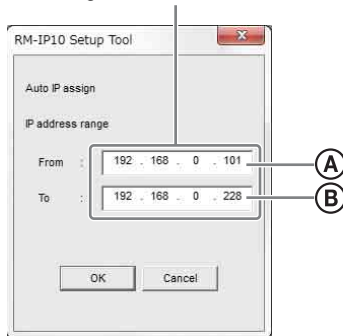 RM-IP10 Setup Tool
Auto IP assign
IP address range
From : 192 . 168 . 0 . 101
A
To : 192 . 168 . 0 . 228
B
OK Cancel